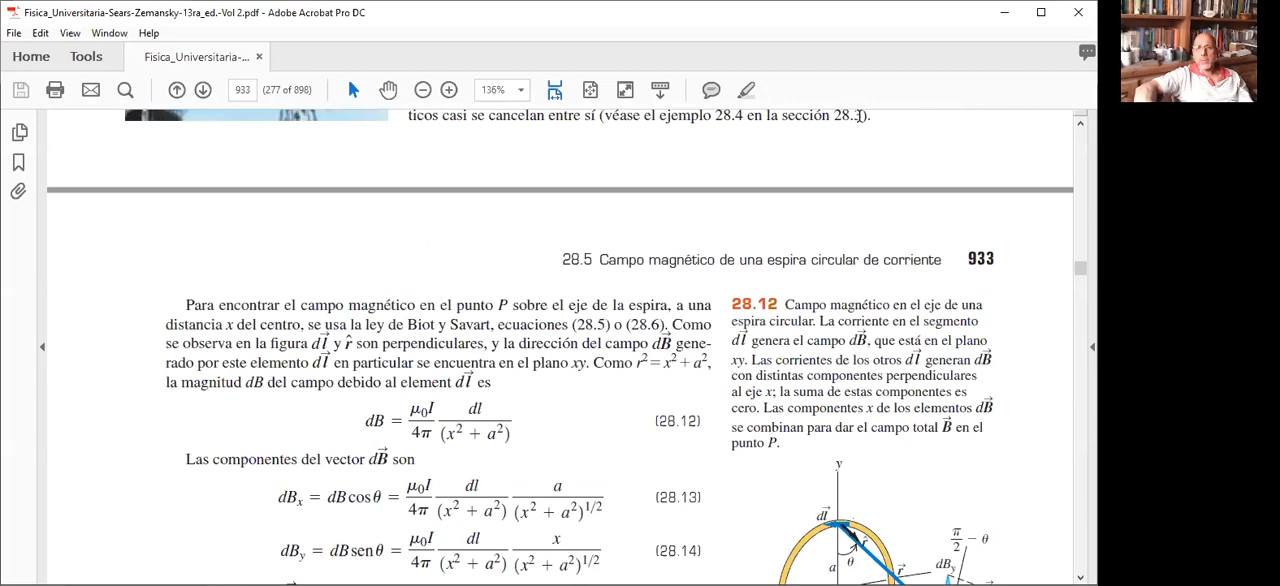 Fisica_Universitaria-Sears-Zemansky-13ra_ed.-Vol 2.pdf - Adobe Acrobat Pro DC
File Edit View Window Help
Home Tools Fisica_Universitaria-... ×
933 (277 of 898) 136%
ticos casi se cancelan entre sí (véase el ejemplo 28.4 en la sección 28.3).
28.5 Campo magnético de una espira circular de corriente 933
Para encontrar el campo magnético en el punto P sobre el eje de la espira, a una
distancia x del centro, se usa la ley de Biot y Savart, ecuaciones (28.5) o (28.6). Como
se observa en la figura dl⃗ y r̂ son perpendiculares, y la dirección del campo dB⃗ gene-
rado por este elemento dl⃗ en particular se encuentra en el plano xy. Como r² = x² + a²,
la magnitud dB del campo debido al element dl⃗ es
dB = μ₀I/4π dl/(x² + a²) (28.12)
Las componentes del vector dB⃗ son
dBₓ = dB cos θ = μ₀I/4π dl/(x² + a²) a/(x² + a²)^1/2 (28.13)
dB_y = dB sen θ = μ₀I/4π dl/(x² + a²) x/(x² + a²)^1/2 (28.14)
28.12 Campo magnético en el eje de una
espira circular. La corriente en el segmento
dl⃗ genera el campo dB⃗, que está en el plano
xy. Las corrientes de los otros dl⃗ generan dB⃗
con distintas componentes perpendiculares
al eje x; la suma de estas componentes es
cero. Las componentes x de los elementos dB⃗
se combinan para dar el campo total B⃗ en el
punto P.
y
dl⃗
r̂
π/2 − θ
a θ
r⃗
dB_y